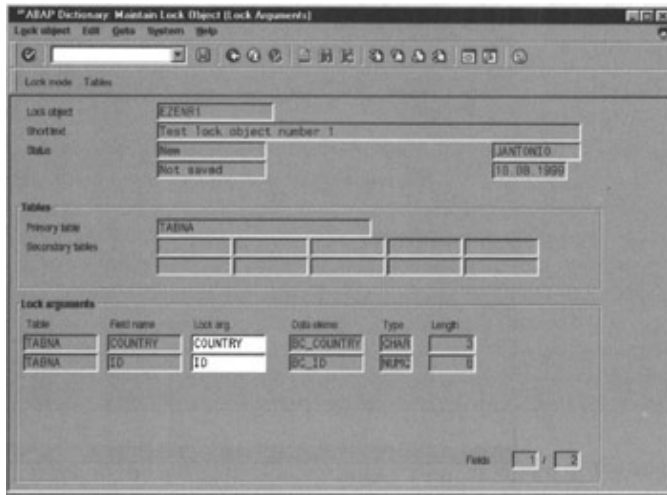 ABAP Dictionary: Maintain Lock Object (Lock Arguments)
Lock object Edit Goto System Help
Lock mode Tables
Lock object EZENR1
Short text Test lock object number 1
Status New JANTONIO
Not saved 18.08.1999
Tables
Primary table TABNA
Secondary tables
Lock arguments
Table Field name Lock arg. Data eleme Type Length
TABNA COUNTRY COUNTRY BC_COUNTRY CHAR 3
TABNA ID ID BC_ID NUMC 8
Fields 1 / 2